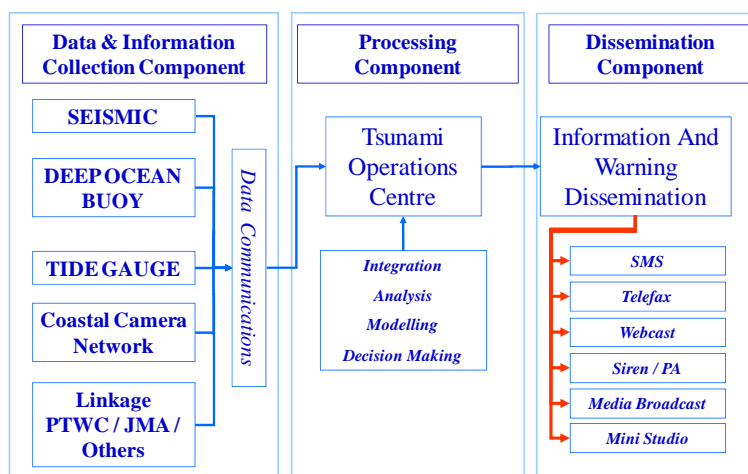 Data & Information
Collection Component
SEISMIC
DEEP OCEAN
BUOY
TIDE GAUGE
Coastal Camera
Network
Linkage
PTWC / JMA /
Others
Data Communications
Processing
Component
Tsunami
Operations
Centre
Integration
Analysis
Modelling
Decision Making
Dissemination
Component
Information And
Warning
Dissemination
SMS
Telefax
Webcast
Siren / PA
Media Broadcast
Mini Studio